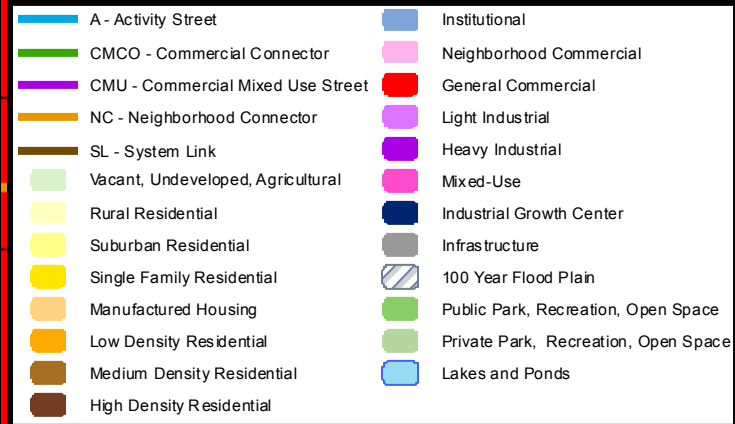 A - Activity Street
CMCO - Commercial Connector
CMU - Commercial Mixed Use Street
NC - Neighborhood Connector
SL - System Link
Vacant, Undeveloped, Agricultural
Rural Residential
Suburban Residential
Single Family Residential
Manufactured Housing
Low Density Residential
Medium Density Residential
High Density Residential
Institutional
Neighborhood Commercial
General Commercial
Light Industrial
Heavy Industrial
Mixed-Use
Industrial Growth Center
Infrastructure
100 Year Flood Plain
Public Park, Recreation, Open Space
Private Park, Recreation, Open Space
Lakes and Ponds